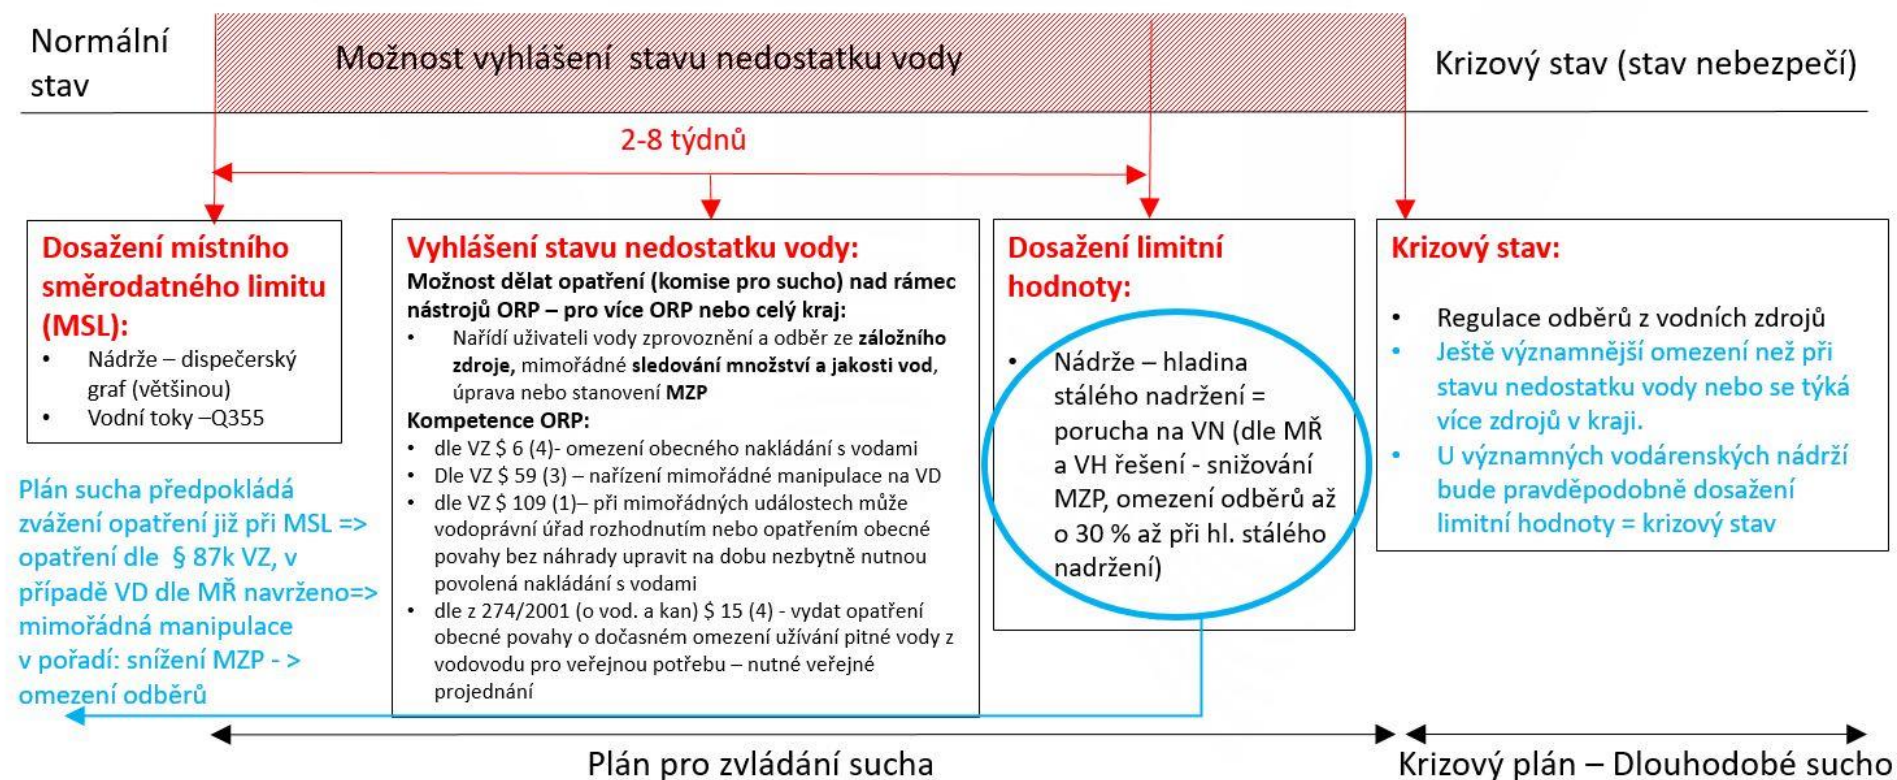 Normální
stav
Možnost vyhlášení stavu nedostatku vody
Krizový stav (stav nebezpečí)
2-8 týdnů
Dosažení místního
směrodatného limitu
(MSL):
• Nádrže – dispečerský
graf (většinou)
• Vodní toky –Q355
Plán sucha předpokládá
zvážení opatření již při MSL =>
opatření dle § 87k VZ, v
případě VD dle MŘ navrženo=>
mimořádná manipulace
v pořadí: snížení MZP - >
omezení odběrů
Vyhlášení stavu nedostatku vody:
Možnost dělat opatření (komise pro sucho) nad rámec
nástrojů ORP – pro více ORP nebo celý kraj:
• Nařídí uživateli vody zprovoznění a odběr ze záložního
zdroje, mimořádné sledování množství a jakosti vod,
úprava nebo stanovení MZP
Kompetence ORP:
• dle VZ $ 6 (4)- omezení obecného nakládání s vodami
• Dle VZ $ 59 (3) – nařízení mimořádné manipulace na VD
• dle VZ $ 109 (1)– při mimořádných událostech může
vodoprávní úřad rozhodnutím nebo opatřením obecné
povahy bez náhrady upravit na dobu nezbytně nutnou
povolená nakládání s vodami
• dle z 274/2001 (o vod. a kan) $ 15 (4) - vydat opatření
obecné povahy o dočasném omezení užívání pitné vody z
vodovodu pro veřejnou potřebu – nutné veřejné
projednání
Dosažení limitní
hodnoty:
• Nádrže – hladina
stálého nadržení =
porucha na VN (dle MŘ
a VH řešení - snižování
MZP, omezení odběrů až
o 30 % až při hl. stálého
nadržení)
Krizový stav:
• Regulace odběrů z vodních zdrojů
• Ještě významnější omezení než při
stavu nedostatku vody nebo se týká
více zdrojů v kraji.
• U významných vodárenských nádrží
bude pravděpodobně dosažení
limitní hodnoty = krizový stav
Plán pro zvládání sucha
Krizový plán – Dlouhodobé sucho